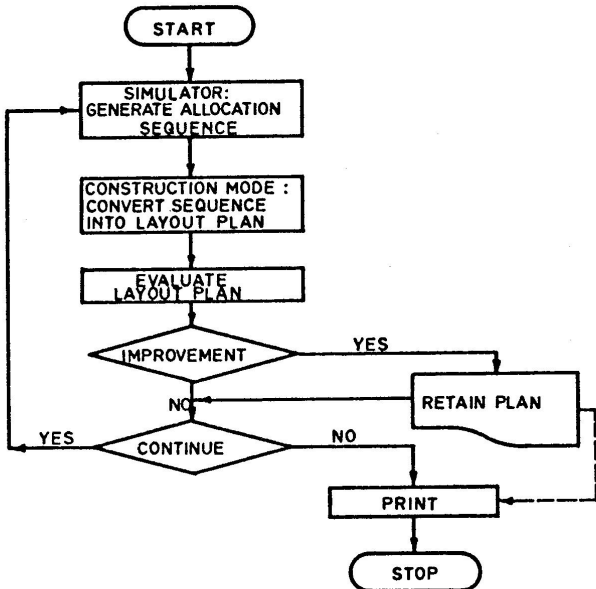 START
SIMULATOR:
GENERATE ALLOCATION
SEQUENCE
CONSTRUCTION MODE :
CONVERT SEQUENCE
INTO LAYOUT PLAN
EVALUATE
LAYOUT PLAN
IMPROVEMENT
YES
RETAIN PLAN
NO
YES
CONTINUE
NO
PRINT
STOP